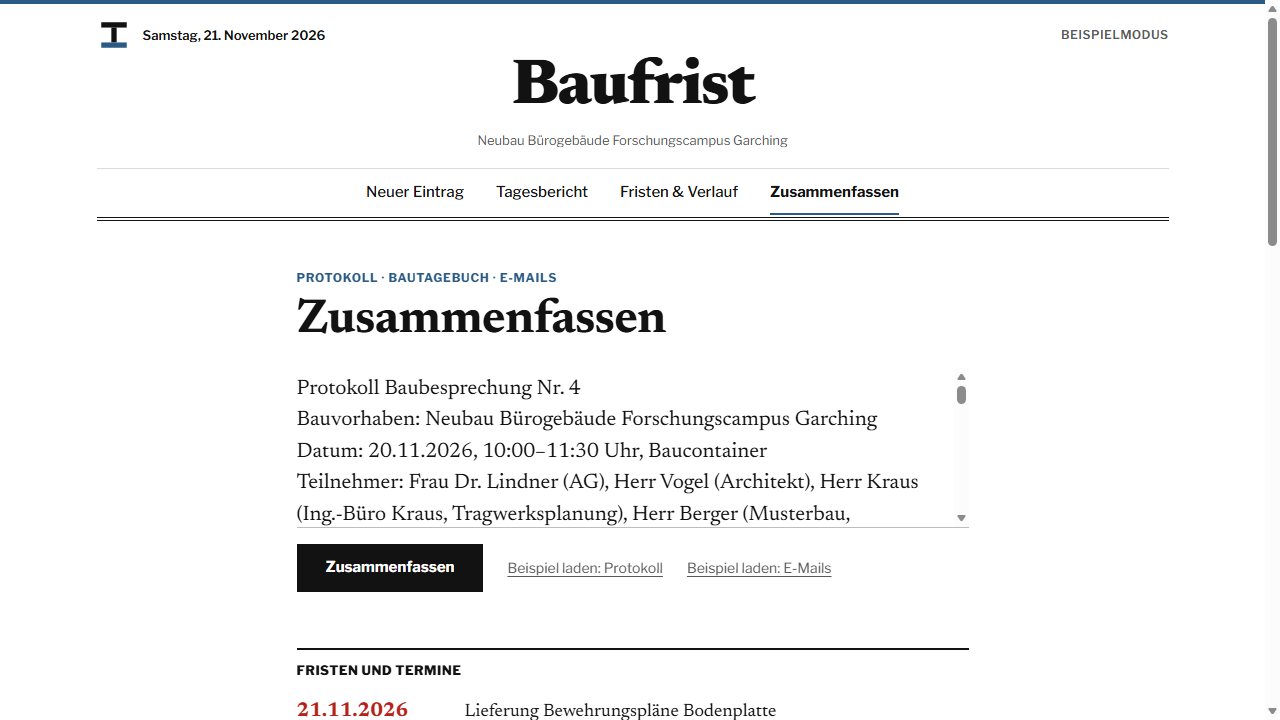 Samstag, 21. November 2026
BEISPIELMODUS
Baufrist
Neubau Bürogebäude Forschungscampus Garching
Neuer Eintrag
Tagesbericht
Fristen & Verlauf
Zusammenfassen
PROTOKOLL · BAUTAGEBUCH · E-MAILS
Zusammenfassen
Protokoll Baubesprechung Nr. 4
Bauvorhaben: Neubau Bürogebäude Forschungscampus Garching
Datum: 20.11.2026, 10:00–11:30 Uhr, Baucontainer
Teilnehmer: Frau Dr. Lindner (AG), Herr Vogel (Architekt), Herr Kraus
(Ing.-Büro Kraus, Tragwerksplanung), Herr Berger (Musterbau,
Zusammenfassen
Beispiel laden: Protokoll
Beispiel laden: E-Mails
FRISTEN UND TERMINE
21.11.2026
Lieferung Bewehrungspläne Bodenplatte